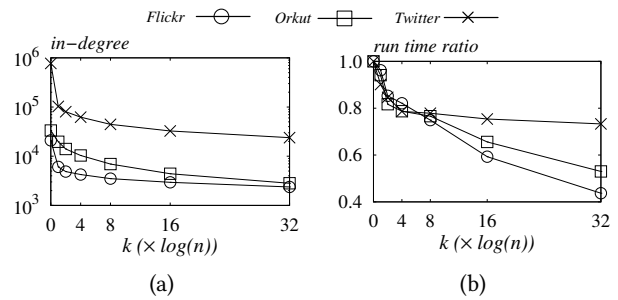 Flickr Orkut Twitter
in-degree
10^6
10^5
10^4
10^3
0 4 8 16 32
k (× log(n))
(a)
run time ratio
1.0
0.8
0.6
0.4
0 4 8 16 32
k (× log(n))
(b)